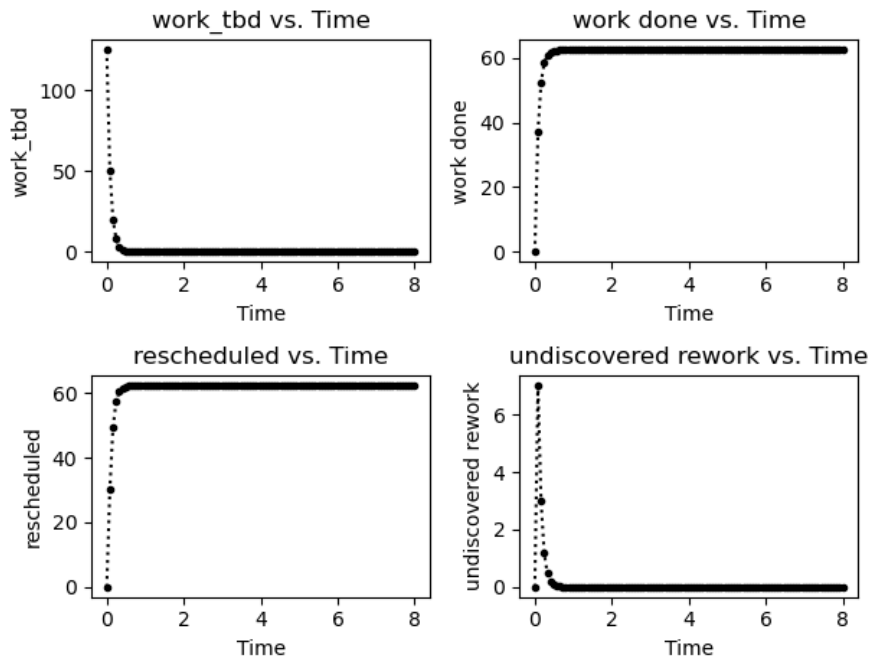 work_tbd vs. Time
work_tbd
100
50
0
0 2 4 6 8
Time
work done vs. Time
work done
60
40
20
0
0 2 4 6 8
Time
rescheduled vs. Time
rescheduled
60
40
20
0
0 2 4 6 8
Time
undiscovered rework vs. Time
undiscovered rework
6
4
2
0
0 2 4 6 8
Time